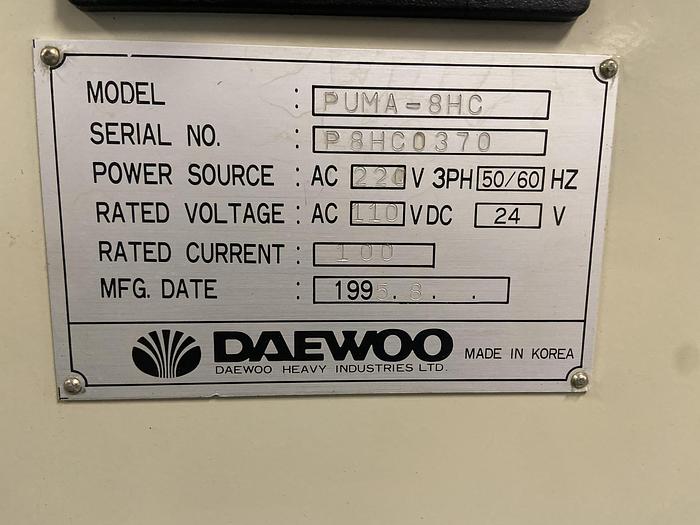 MODEL : PUMA-8HC
SERIAL NO. : P8HC0370
POWER SOURCE : AC 220 V 3PH 50/60 HZ
RATED VOLTAGE : AC 110 V DC 24 V
RATED CURRENT : 100
MFG. DATE : 1995. 8. .
DAEWOO MADE IN KOREA
DAEWOO HEAVY INDUSTRIES LTD.